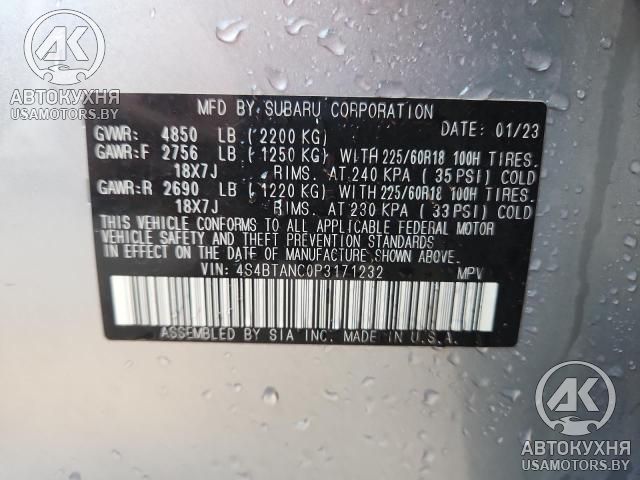 АВТОКУХНЯ
USAMOTORS.BY
MFD BY SUBARU CORPORATION
GVWR: 4850 LB (2200 KG) DATE: 01/23
GAWR:F 2756 LB (1250 KG) WITH 225/60R18 100H TIRES.
18X7J RIMS. AT 240 KPA (35 PSI) COLD
GAWR:R 2690 LB (1220 KG) WITH 225/60R18 100H TIRES.
18X7J RIMS. AT 230 KPA (33 PSI) COLD
THIS VEHICLE CONFORMS TO ALL APPLICABLE FEDERAL MOTOR
VEHICLE SAFETY AND THEFT PREVENTION STANDARDS
IN EFFECT ON THE DATE OF MANUFACTURE SHOWN ABOVE.
VIN: 4S4BTANC0P3171232 MPV
ASSEMBLED BY SIA INC. MADE IN U.S.A.
АК
АВТОКУХНЯ
USAMOTORS.BY